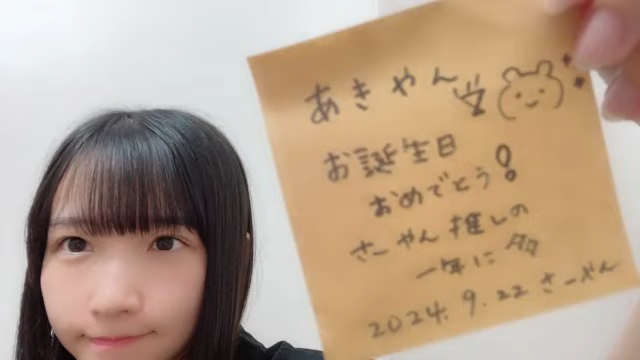 あきやん
お誕生日
おめでとう!
さーやん推しの
一年に多
2024.9.22 さーやん